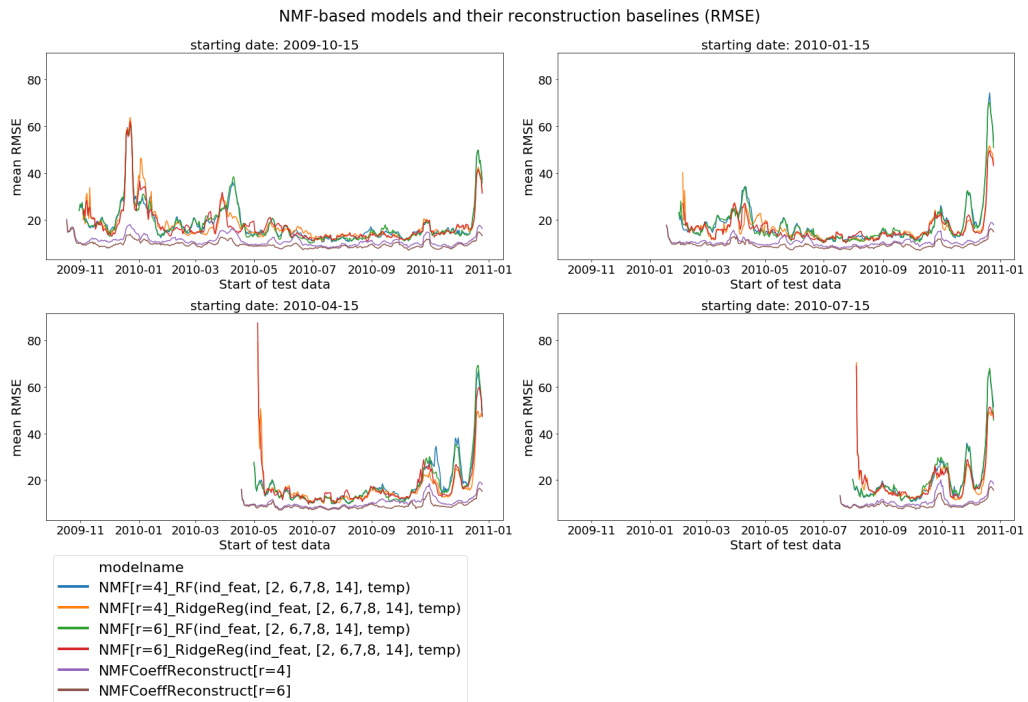 NMF-based models and their reconstruction baselines (RMSE)
starting date: 2009-10-15
mean RMSE
80
60
40
20
2009-11 2010-01 2010-03 2010-05 2010-07 2010-09 2010-11 2011-01
Start of test data
starting date: 2010-01-15
mean RMSE
80
60
40
20
2009-11 2010-01 2010-03 2010-05 2010-07 2010-09 2010-11 2011-01
Start of test data
starting date: 2010-04-15
mean RMSE
80
60
40
20
2009-11 2010-01 2010-03 2010-05 2010-07 2010-09 2010-11 2011-01
Start of test data
starting date: 2010-07-15
mean RMSE
80
60
40
20
2009-11 2010-01 2010-03 2010-05 2010-07 2010-09 2010-11 2011-01
Start of test data
modelname
NMF[r=4]_RF(ind_feat, [2, 6,7,8, 14], temp)
NMF[r=4]_RidgeReg(ind_feat, [2, 6,7,8, 14], temp)
NMF[r=6]_RF(ind_feat, [2, 6,7,8, 14], temp)
NMF[r=6]_RidgeReg(ind_feat, [2, 6,7,8, 14], temp)
NMFCoeffReconstruct[r=4]
NMFCoeffReconstruct[r=6]